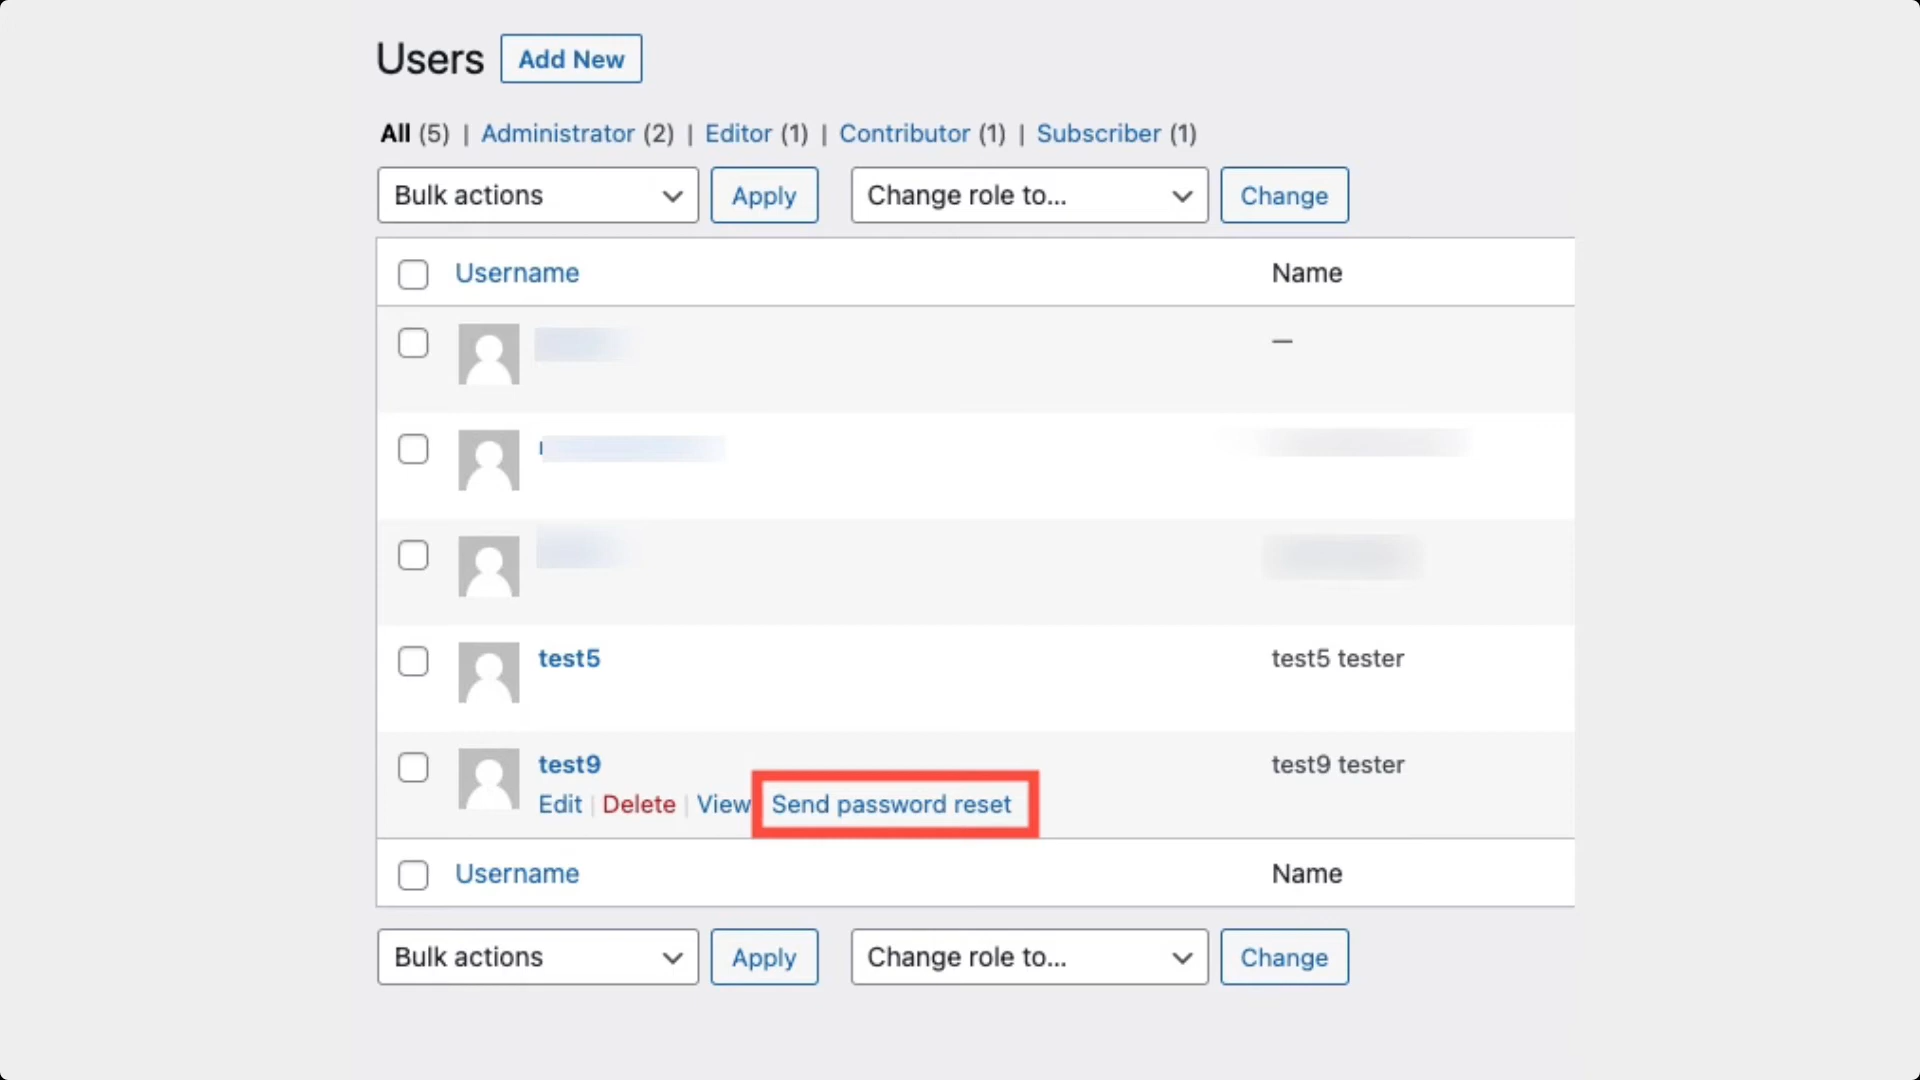 Users Add New
All (5) | Administrator (2) | Editor (1) | Contributor (1) | Subscriber (1)
Bulk actions Apply Change role to... Change
Username Name
—
test5 test5 tester
test9 test9 tester
Edit | Delete | View Send password reset
Username Name
Bulk actions Apply Change role to... Change